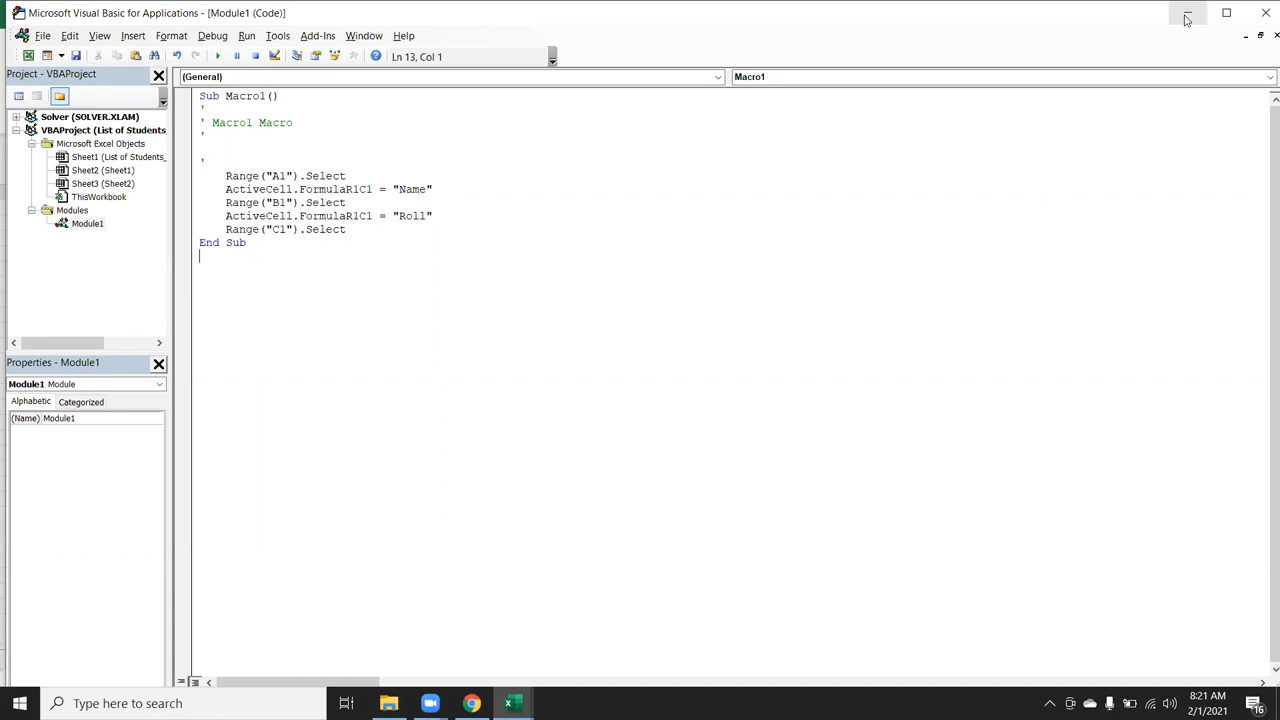 Microsoft Visual Basic for Applications - [Module1 (Code)]
File Edit View Insert Format Debug Run Tools Add-Ins Window Help
Ln 13, Col 1
Project - VBAProject
(General)
Macro1
Solver (SOLVER.XLAM)
VBAProject (List of Students_
Microsoft Excel Objects
Sheet1 (List of Students_
Sheet2 (Sheet1)
Sheet3 (Sheet2)
ThisWorkbook
Modules
Module1
Sub Macro1()
'
' Macro1 Macro
'
'
Range("A1").Select
ActiveCell.FormulaR1C1 = "Name"
Range("B1").Select
ActiveCell.FormulaR1C1 = "Roll"
Range("C1").Select
End Sub
Properties - Module1
Module1 Module
Alphabetic Categorized
(Name) Module1
Type here to search
8:21 AM
2/1/2021
16